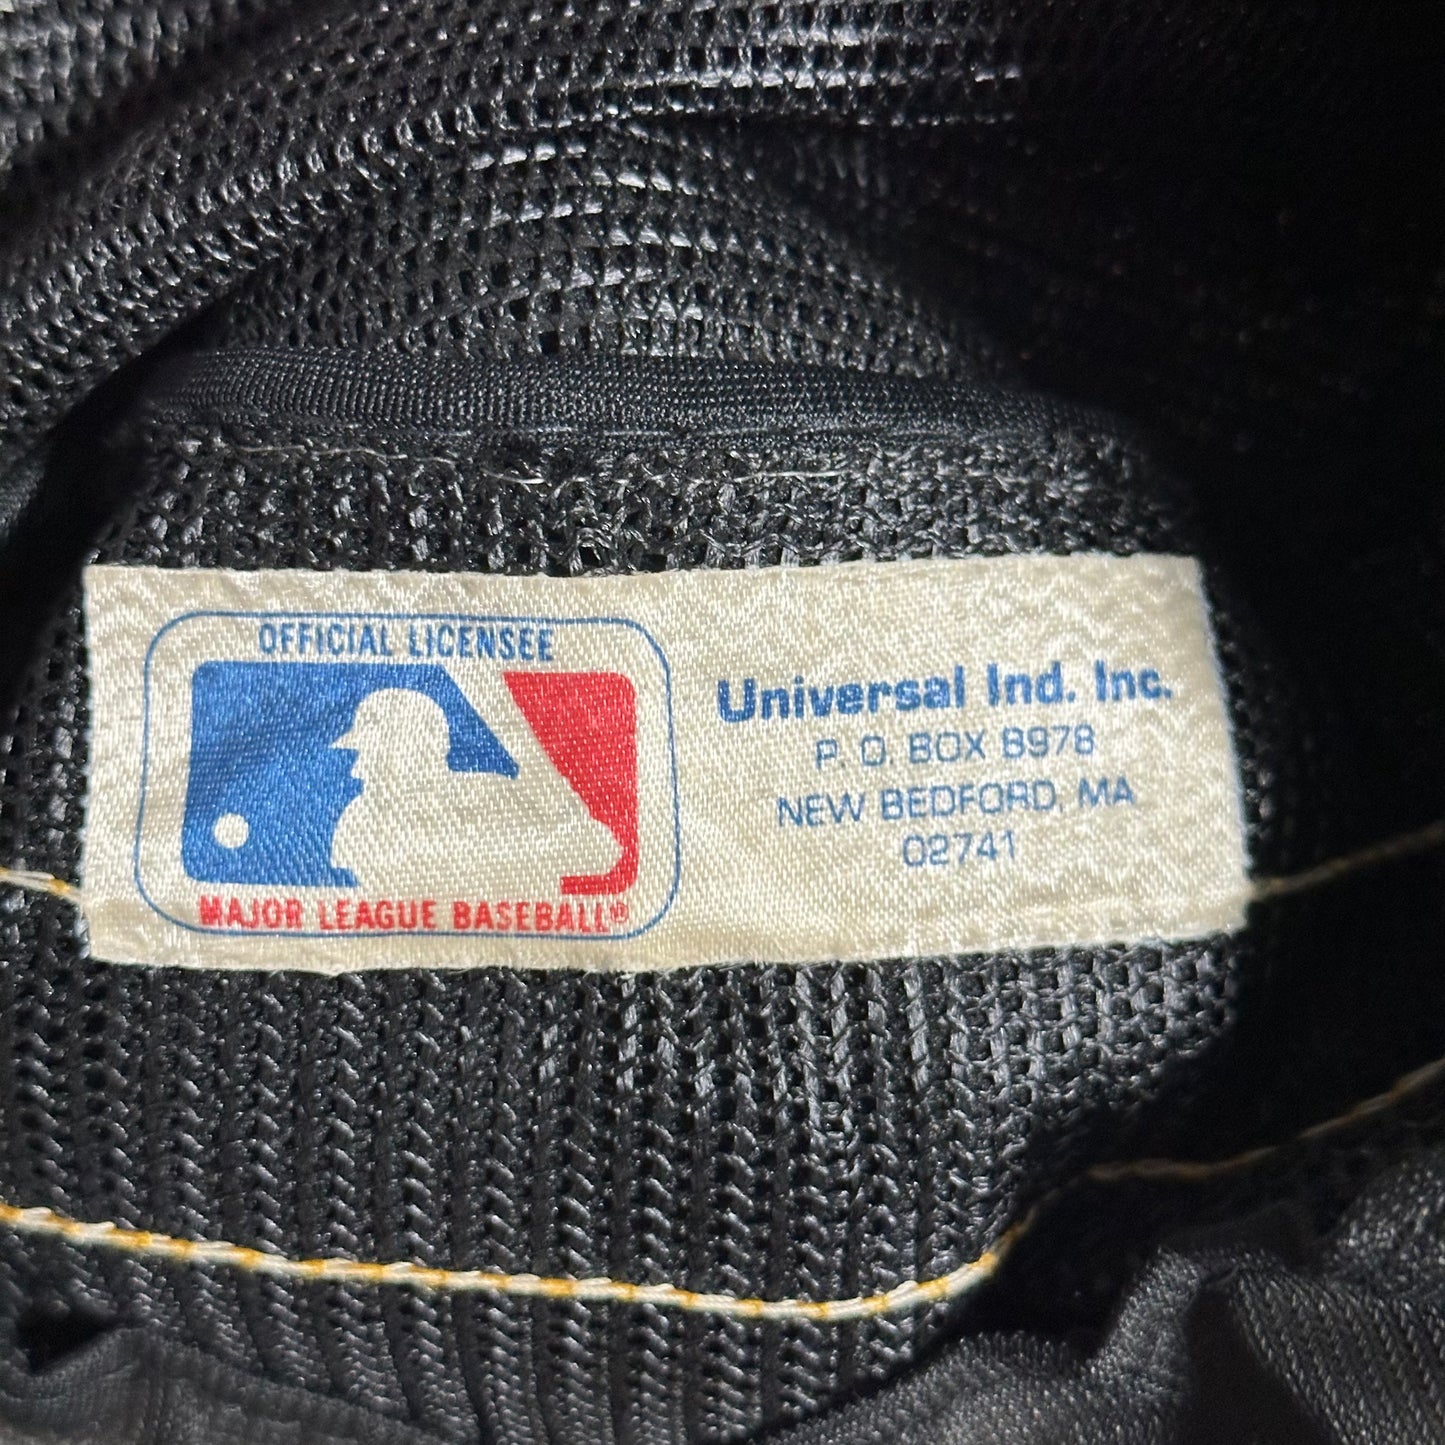 OFFICIAL LICENSEE
MAJOR LEAGUE BASEBALL®
Universal Ind. Inc.
P. O. BOX 8978
NEW BEDFORD, MA
02741